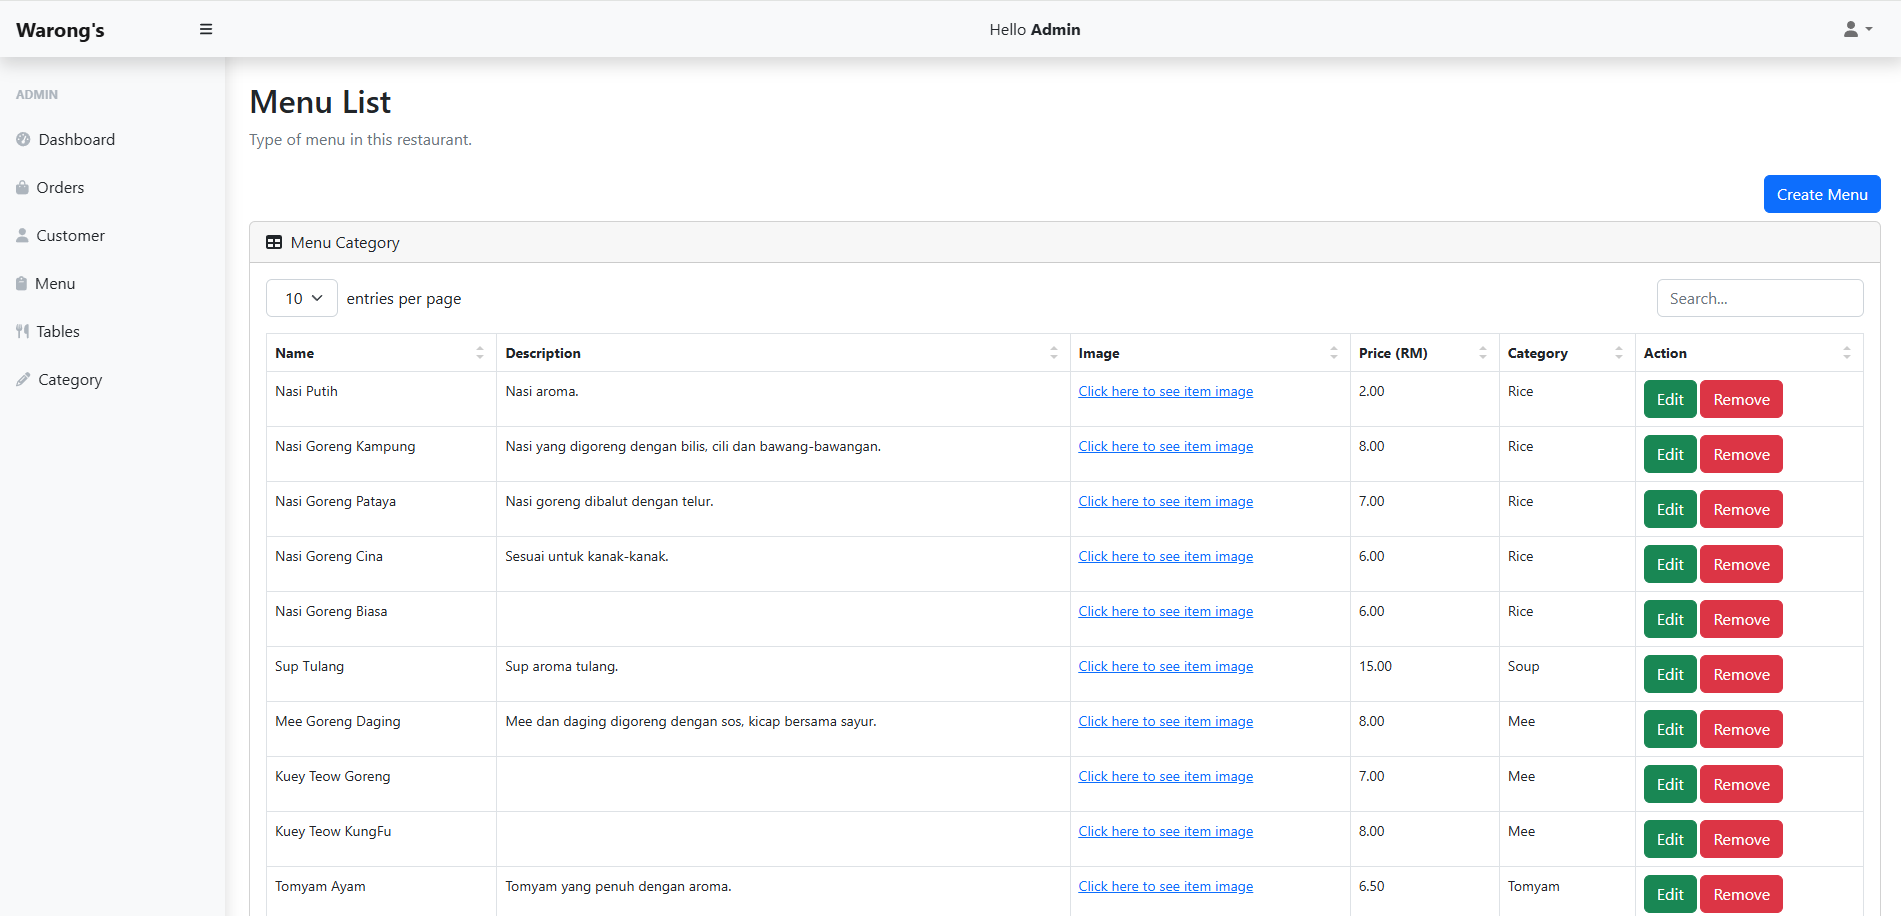 Warong's
Hello Admin
ADMIN
Dashboard
Orders
Customer
Menu
Tables
Category
Menu List
Type of menu in this restaurant.
Create Menu
Menu Category
10 entries per page
Search...
Name Description Image Price (RM) Category Action
Nasi Putih Nasi aroma. Click here to see item image 2.00 Rice Edit Remove
Nasi Goreng Kampung Nasi yang digoreng dengan bilis, cili dan bawang-bawangan. Click here to see item image 8.00 Rice Edit Remove
Nasi Goreng Pataya Nasi goreng dibalut dengan telur. Click here to see item image 7.00 Rice Edit Remove
Nasi Goreng Cina Sesuai untuk kanak-kanak. Click here to see item image 6.00 Rice Edit Remove
Nasi Goreng Biasa Click here to see item image 6.00 Rice Edit Remove
Sup Tulang Sup aroma tulang. Click here to see item image 15.00 Soup Edit Remove
Mee Goreng Daging Mee dan daging digoreng dengan sos, kicap bersama sayur. Click here to see item image 8.00 Mee Edit Remove
Kuey Teow Goreng Click here to see item image 7.00 Mee Edit Remove
Kuey Teow KungFu Click here to see item image 8.00 Mee Edit Remove
Tomyam Ayam Tomyam yang penuh dengan aroma. Click here to see item image 6.50 Tomyam Edit Remove